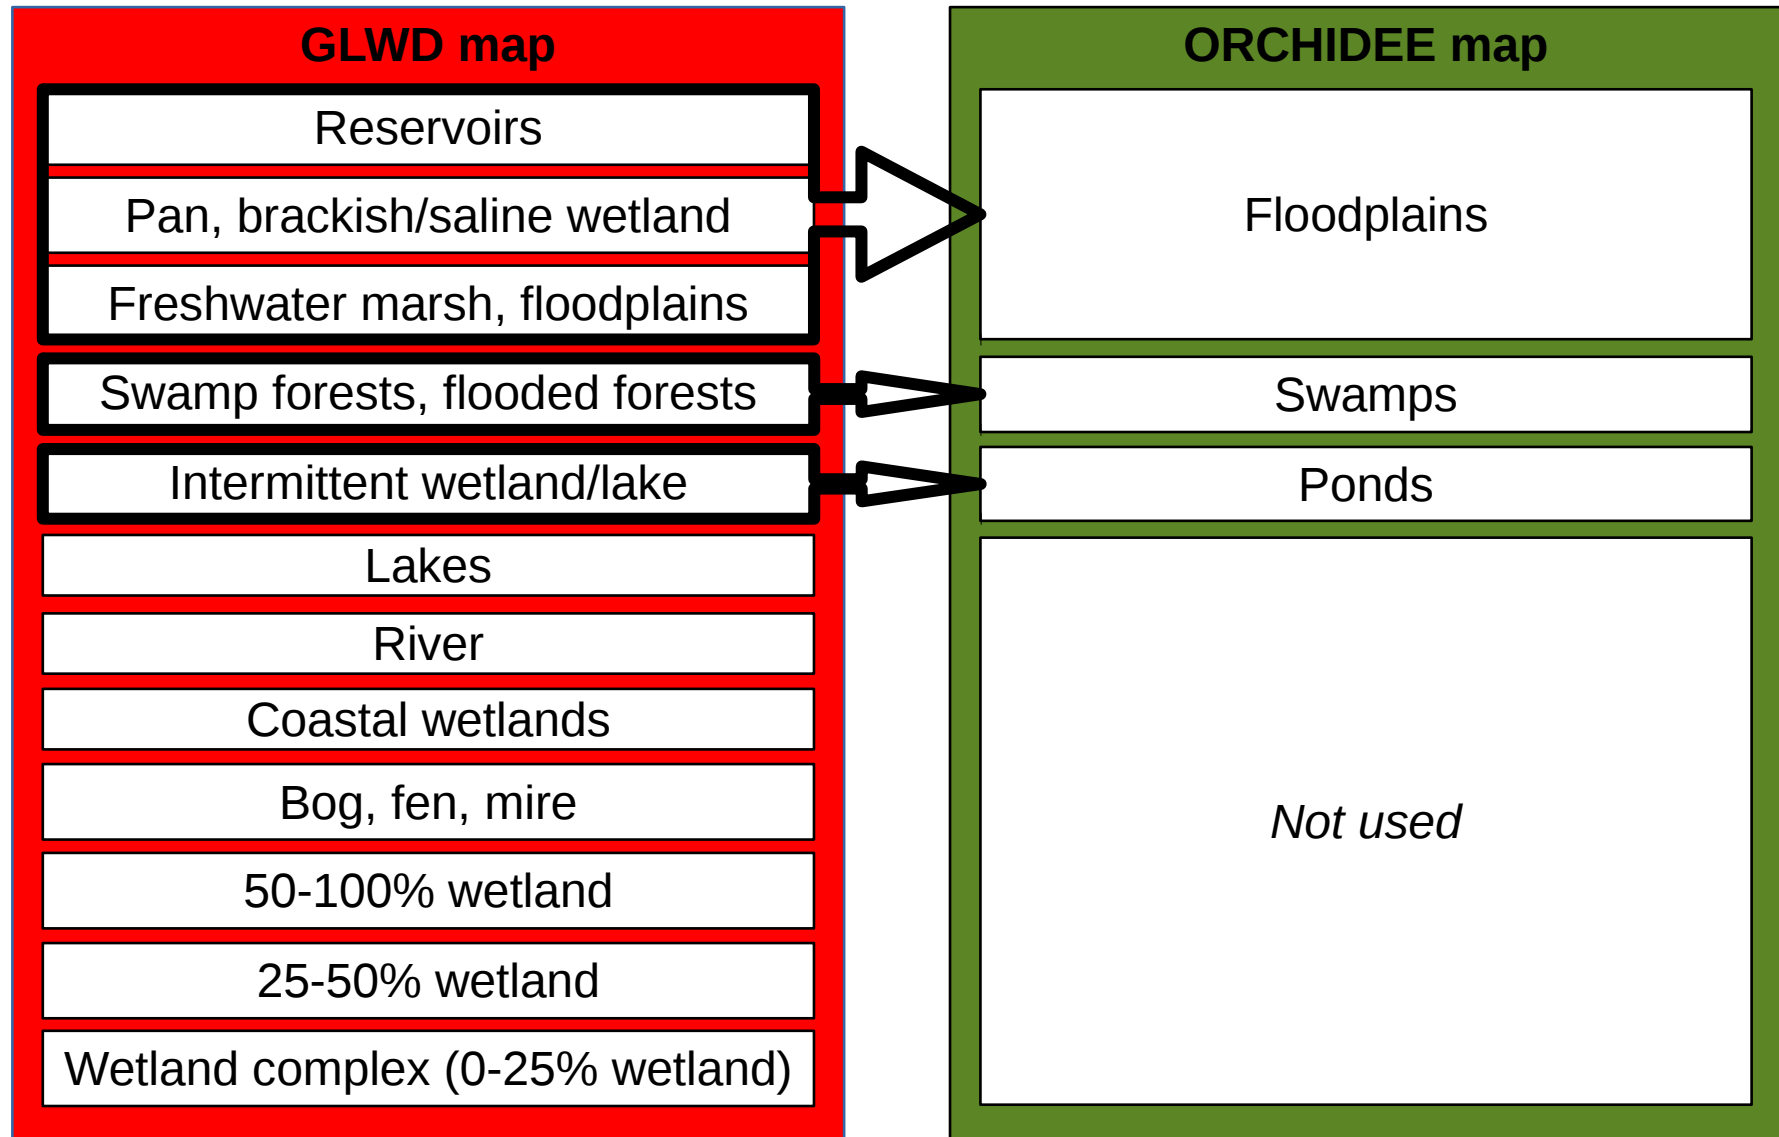 GLWD map
Reservoirs
Pan, brackish/saline wetland
Freshwater marsh, floodplains
Swamp forests, flooded forests
Intermittent wetland/lake
Lakes
River
Coastal wetlands
Bog, fen, mire
50-100% wetland
25-50% wetland
Wetland complex (0-25% wetland)
ORCHIDEE map
Floodplains
Swamps
Ponds
Not used